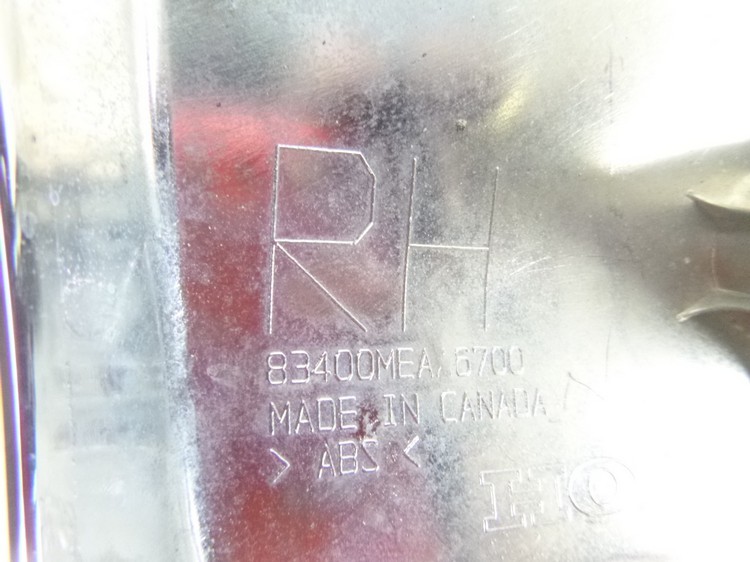 RH
83400MEA 6700
MADE IN CANADA
> ABS <